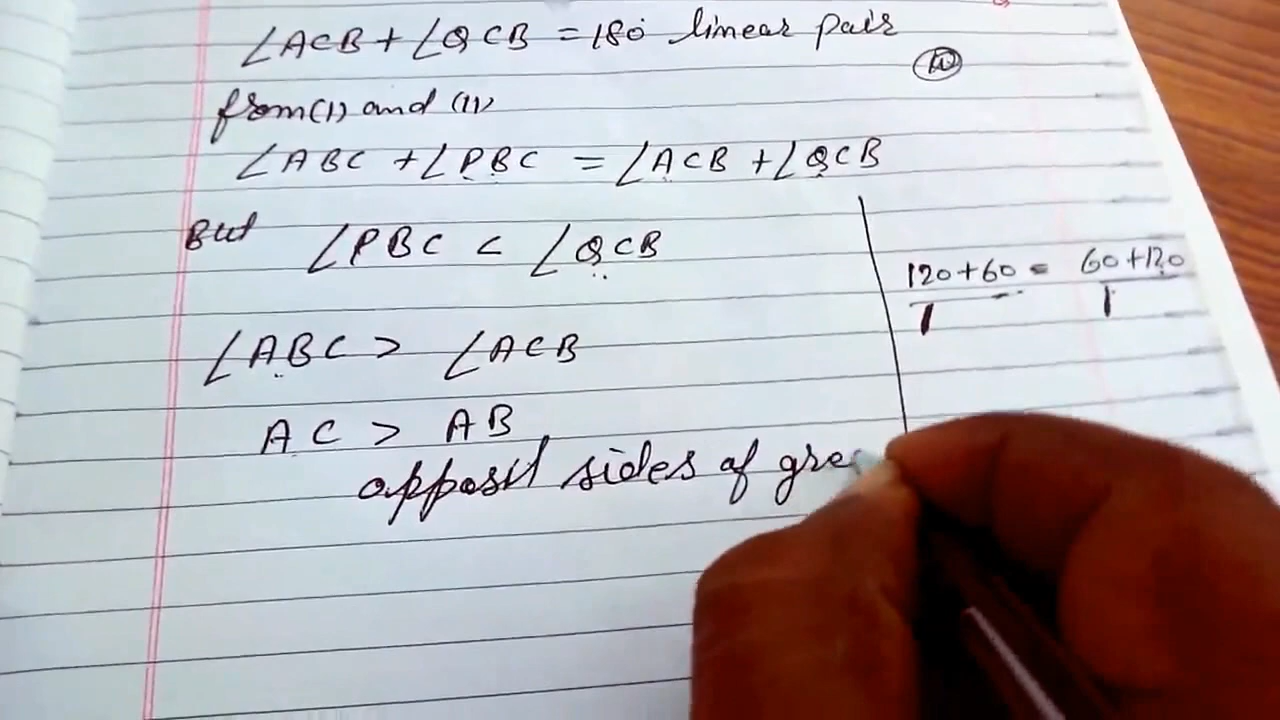 ∠ACB + ∠QCB = 180° linear pair
(ii)
from (1) and (11)
∠ABC + ∠PBC = ∠ACB + ∠QCB
But ∠PBC < ∠QCB
120+60 = 60+120
∠ABC > ∠ACB
AC > AB
opposit sides of gre